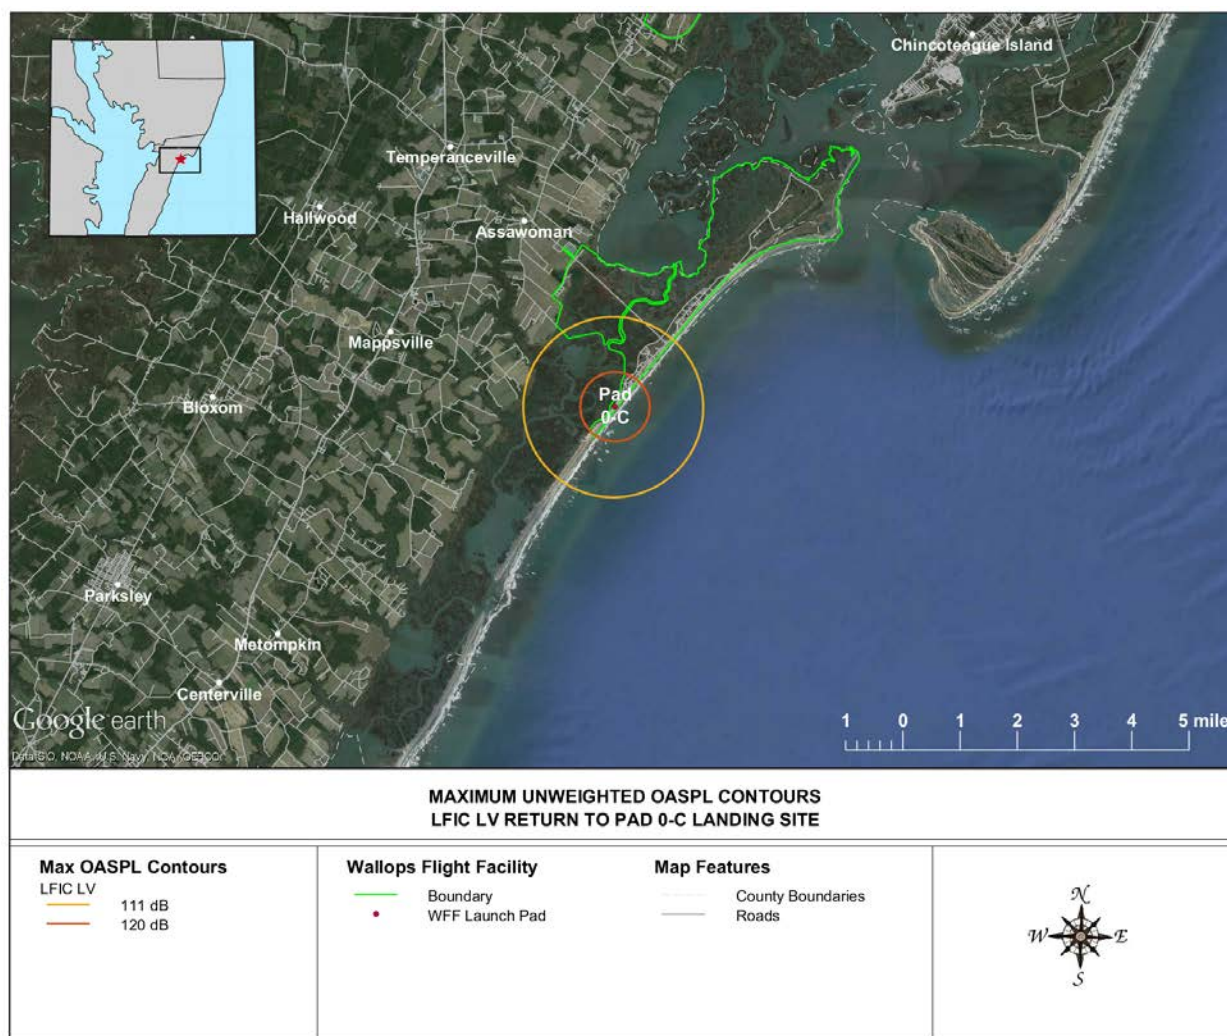 Chincoteague Island
Temperanceville
Hallwood
Assawoman
Mappsville
Bloxom
Pad
0-C
Parksley
Metompkin
Centerville
Google earth
1 0 1 2 3 4 5 mile
MAXIMUM UNWEIGHTED OASPL CONTOURS
LFIC LV RETURN TO PAD 0-C LANDING SITE
Max OASPL Contours
LFIC LV
111 dB
120 dB
Wallops Flight Facility
Boundary
WFF Launch Pad
Map Features
County Boundaries
Roads
N
W E
S